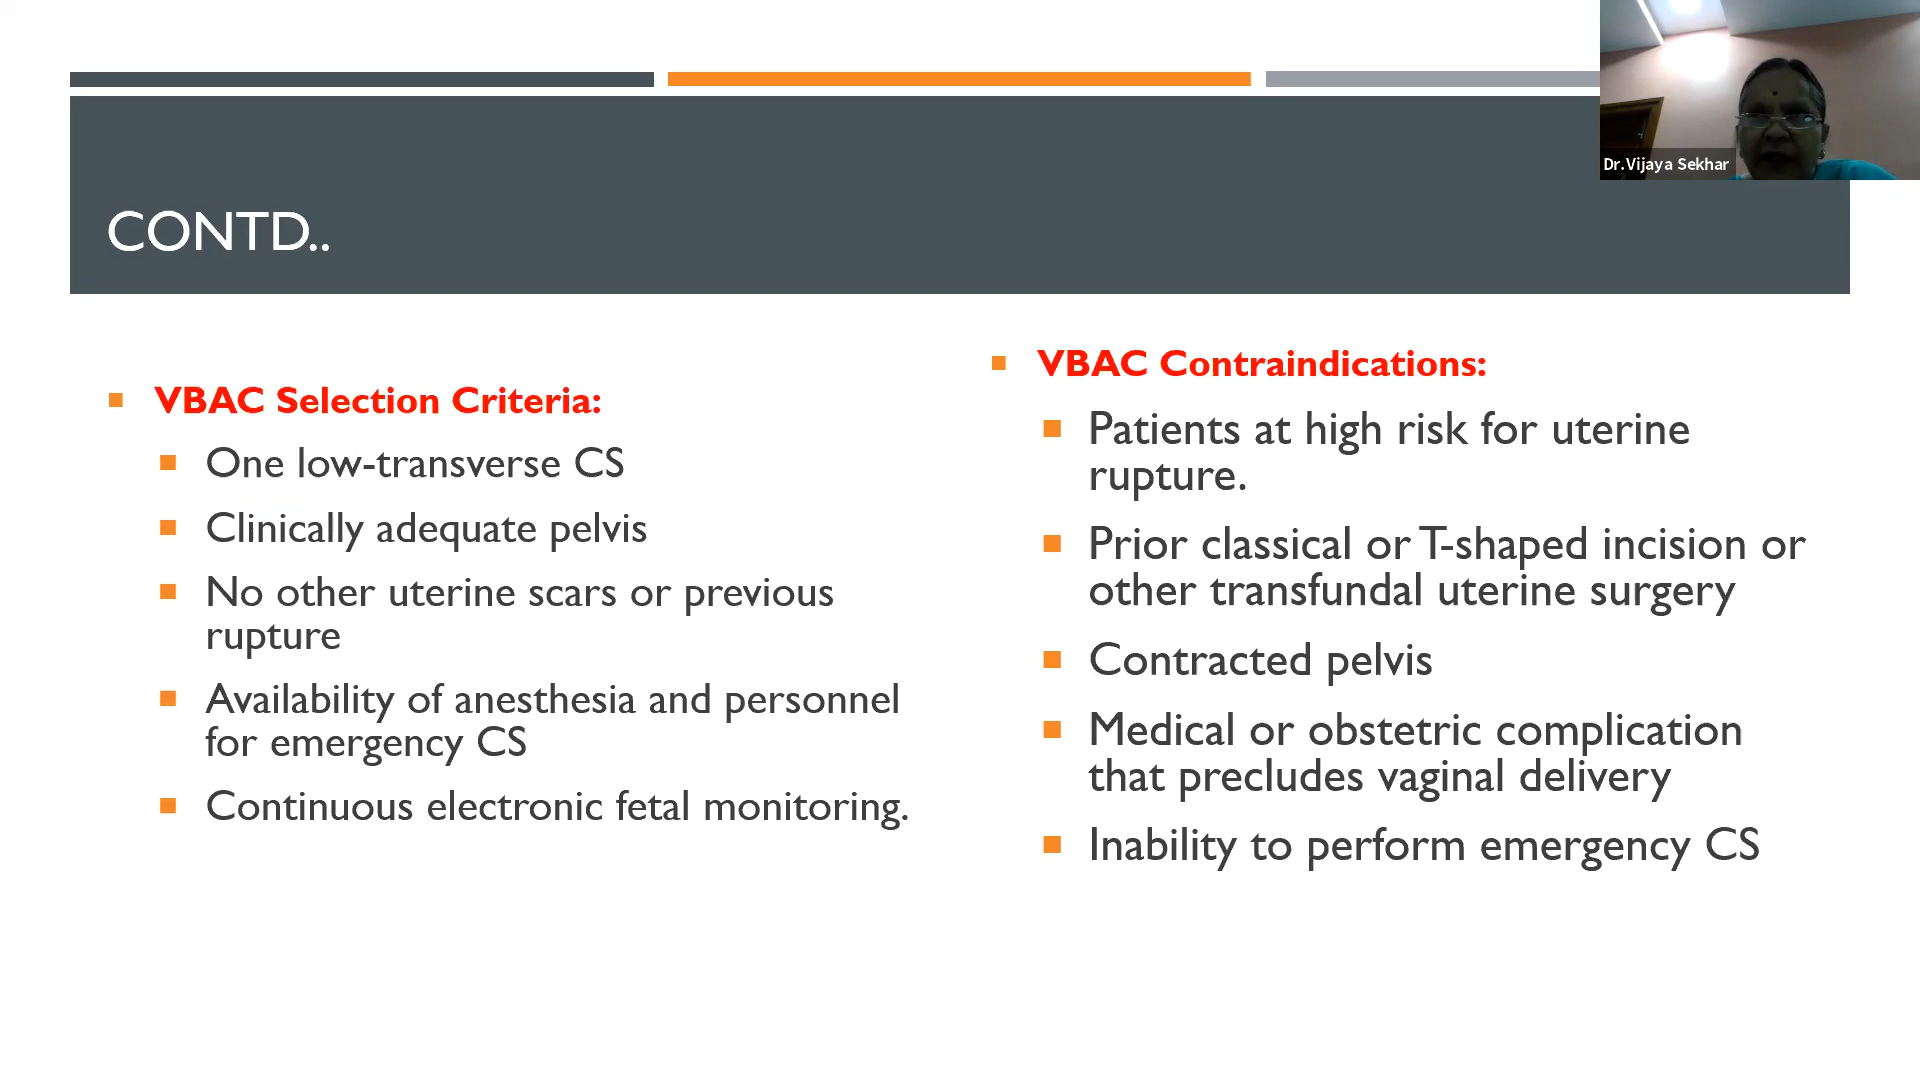 Dr.Vijaya Sekhar
CONTD..
VBAC Selection Criteria:
One low-transverse CS
Clinically adequate pelvis
No other uterine scars or previous
rupture
Availability of anesthesia and personnel
for emergency CS
Continuous electronic fetal monitoring.
VBAC Contraindications:
Patients at high risk for uterine
rupture.
Prior classical or T-shaped incision or
other transfundal uterine surgery
Contracted pelvis
Medical or obstetric complication
that precludes vaginal delivery
Inability to perform emergency CS